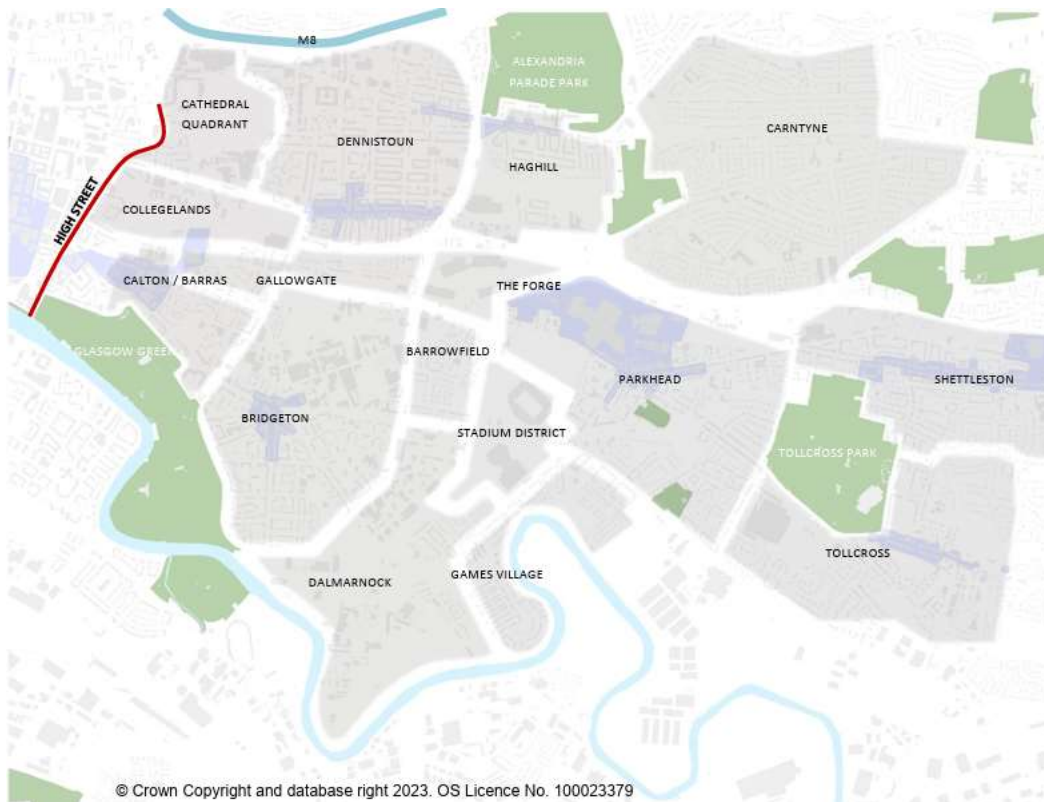 M8
ALEXANDRIA
PARADE PARK
CATHEDRAL
QUADRANT
CARNTYNE
DENNISTOUN
HAGHILL
HIGH STREET
COLLEGELANDS
CALTON / BARRAS
GALLOWGATE
THE FORGE
GLASGOW GREEN
BARROWFIELD
PARKHEAD
SHETTLESTON
BRIDGETON
STADIUM DISTRICT
TOLLCROSS PARK
TOLLCROSS
GAMES VILLAGE
DALMARNOCK
© Crown Copyright and database right 2023. OS Licence No. 100023379